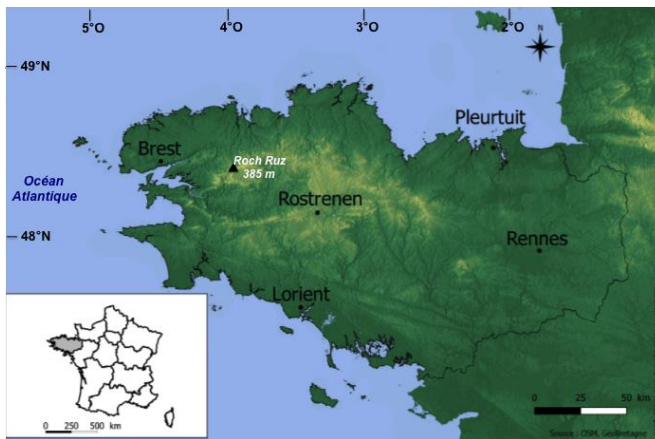 5°O
4°O
3°O
2°O
N
49°N
Pleurtuit
Brest
Roch Ruz
385 m
Océan
Atlantique
Rostrenen
48°N
Rennes
Lorient
0 250 500 km
0 25 50 km
Source : OSM, GéoBretagne